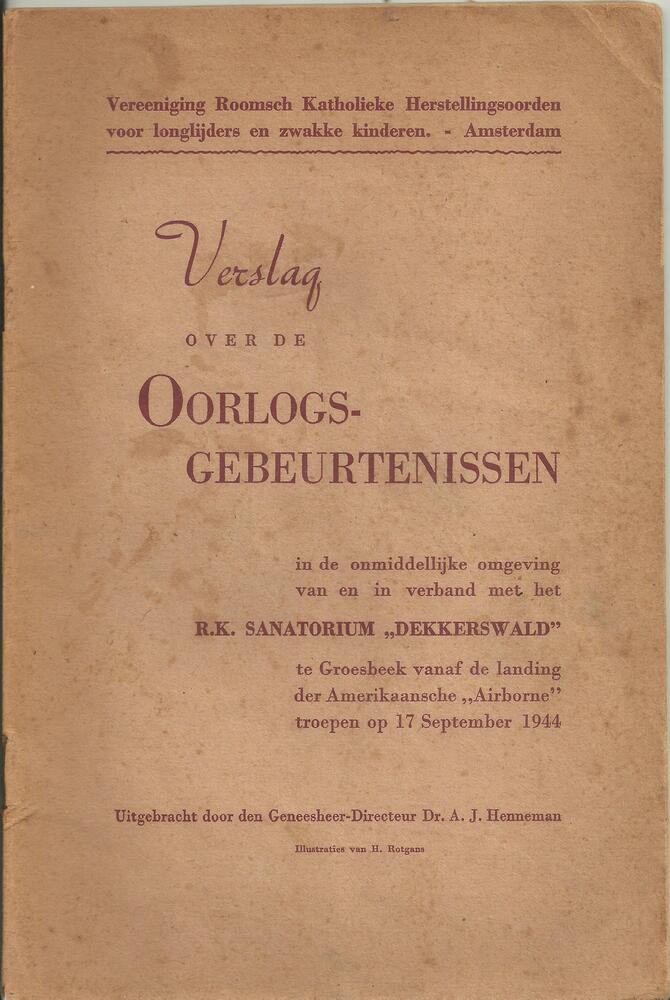 Vereeniging Roomsch Katholieke Herstellingsoorden
voor longlijders en zwakke kinderen. - Amsterdam
Verslag
OVER DE
OORLOGS-
GEBEURTENISSEN
in de onmiddellijke omgeving
van en in verband met het
R.K. SANATORIUM „DEKKERSWALD”
te Groesbeek vanaf de landing
der Amerikaansche „Airborne”
troepen op 17 September 1944
Uitgebracht door den Geneesheer-Directeur Dr. A. J. Henneman
Illustraties van H. Rotgans